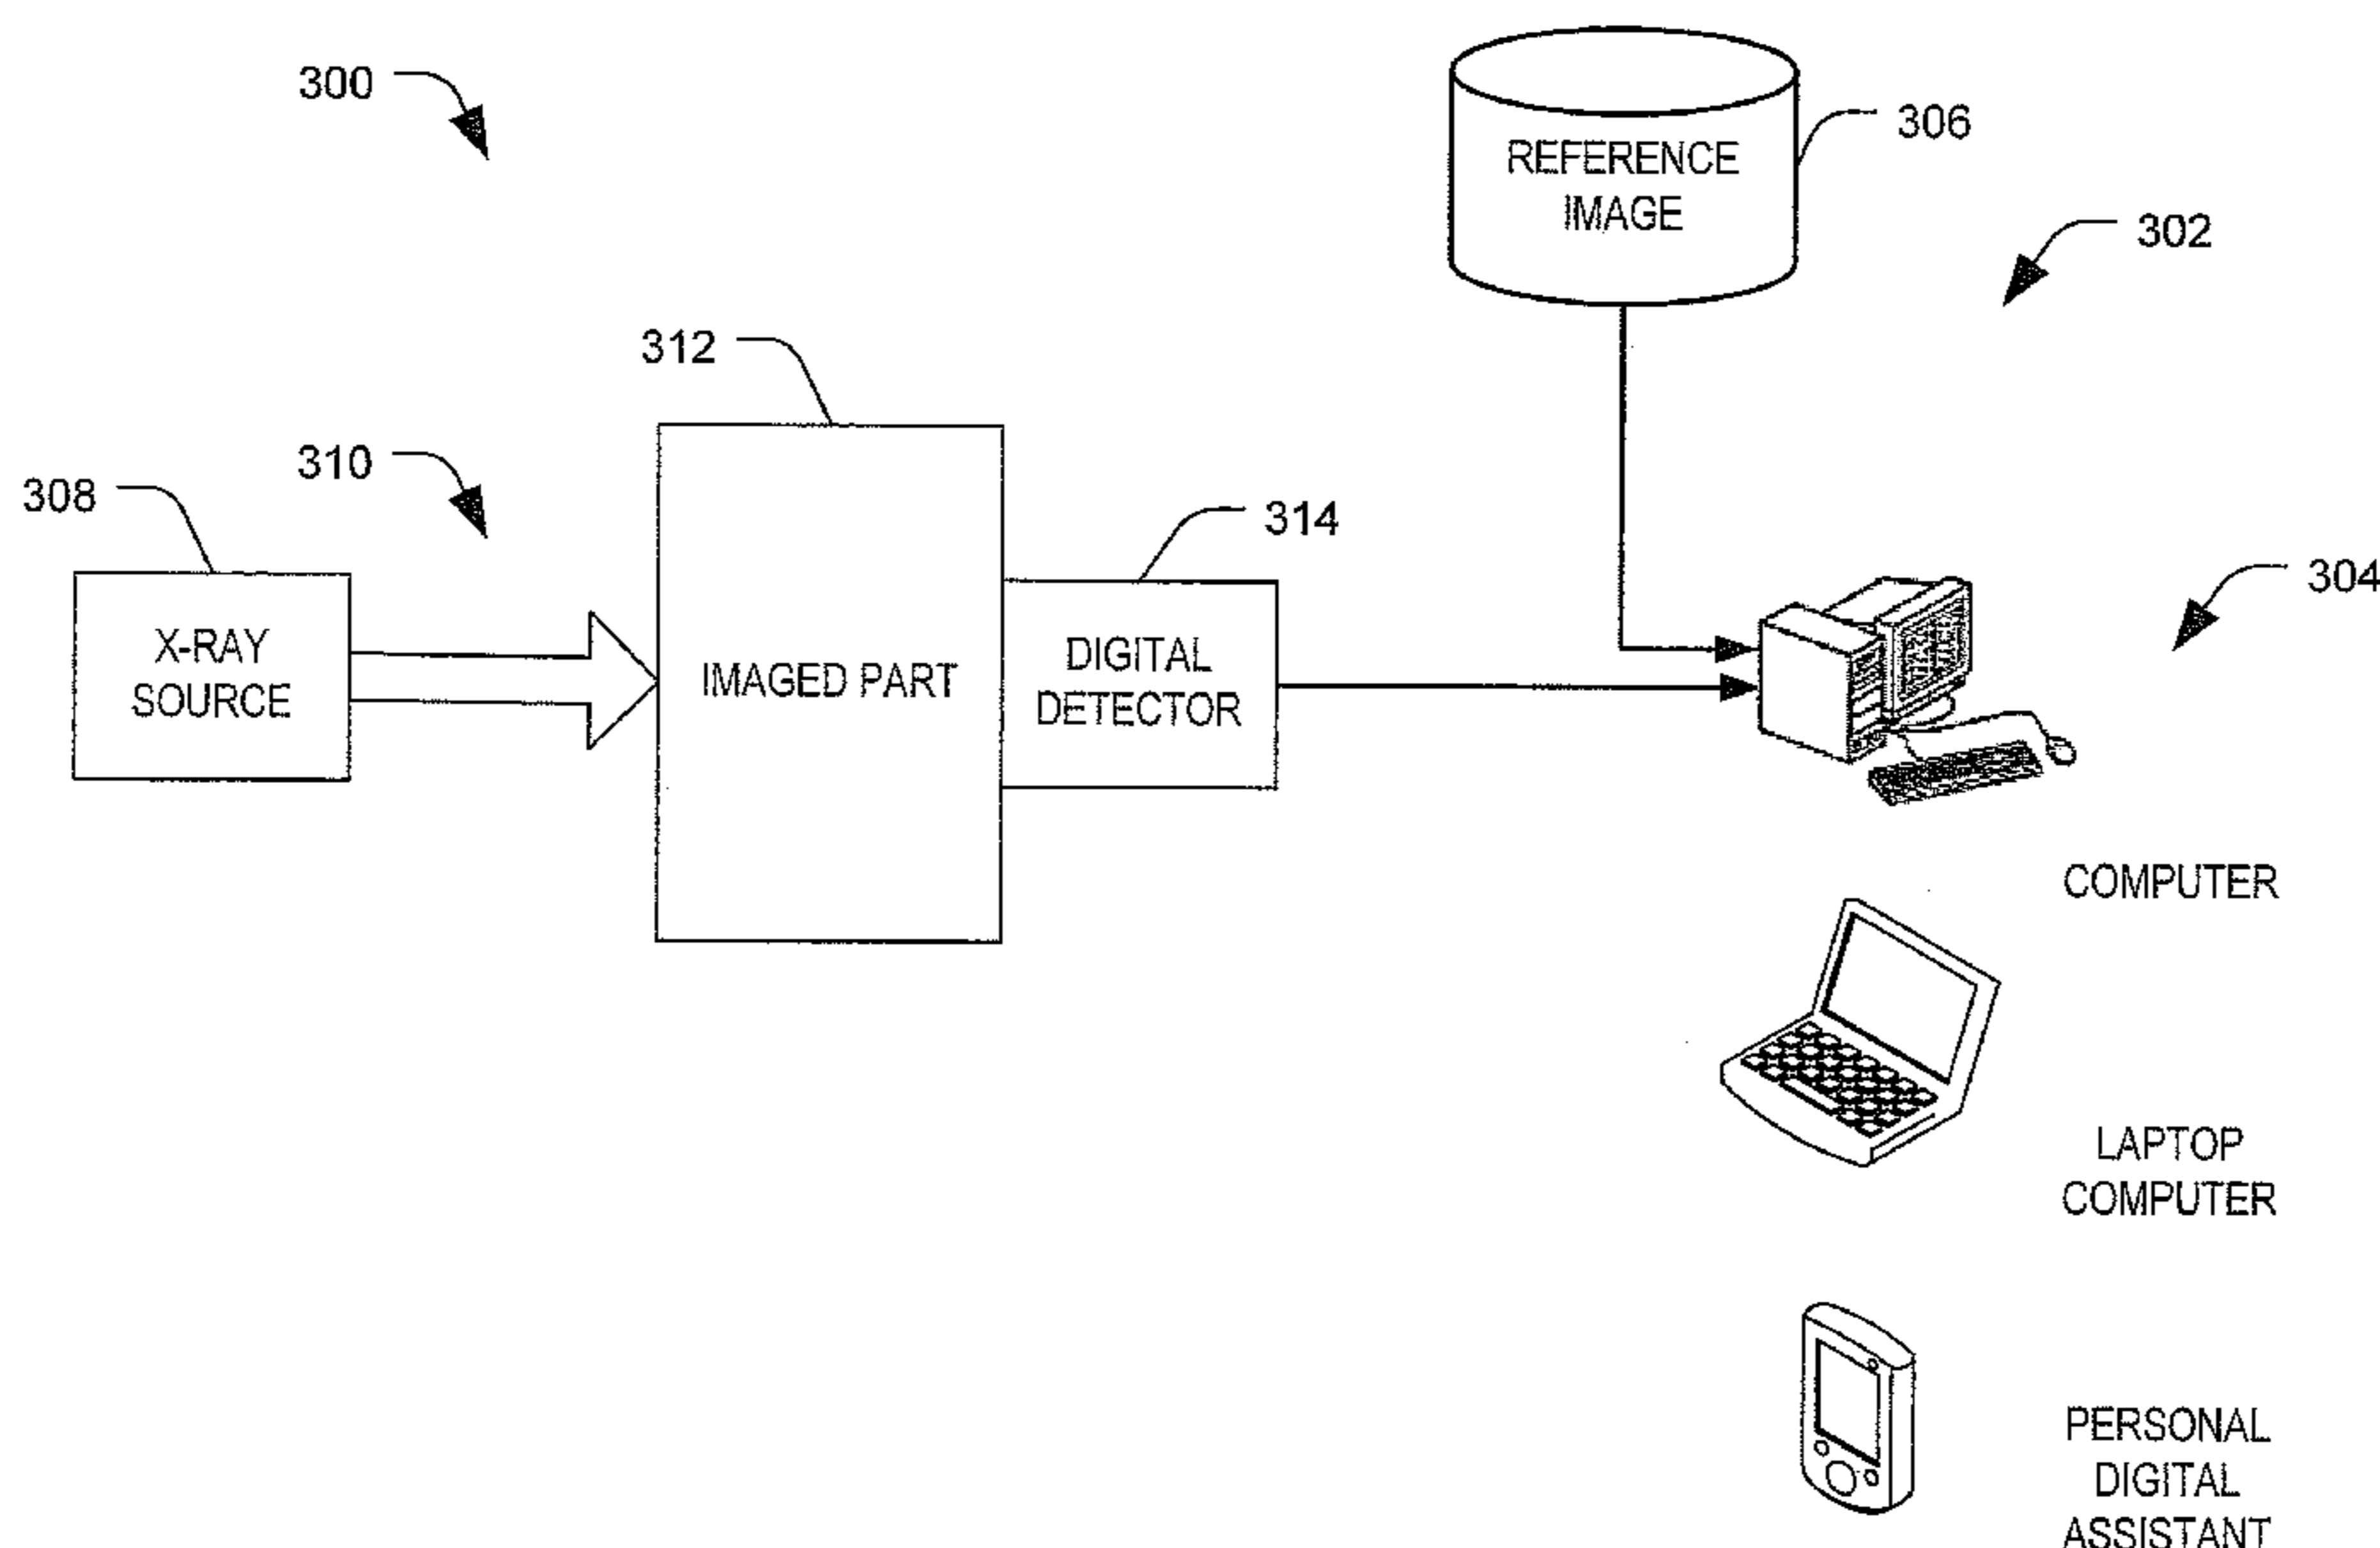 300
306
REFERENCE
IMAGE
302
312
310
308
314
304
X-RAY
SOURCE
IMAGED PART
DIGITAL
DETECTOR
COMPUTER
LAPTOP
COMPUTER
PERSONAL
DIGITAL
ASSISTANT